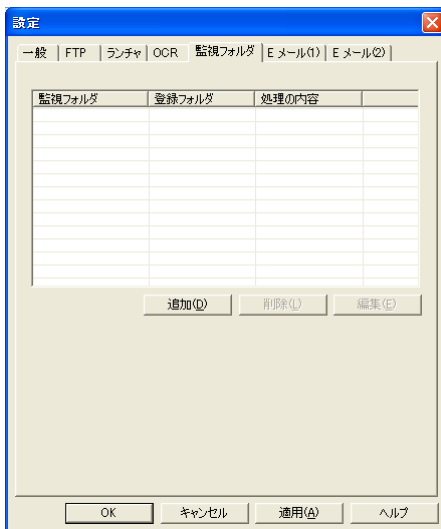 設定
一般 FTP ランチャ OCR 監視フォルダ E メール(1) E メール(2)
監視フォルダ 登録フォルダ 処理の内容
追加(D) 削除(L) 編集(E)
OK キャンセル 適用(A) ヘルプ